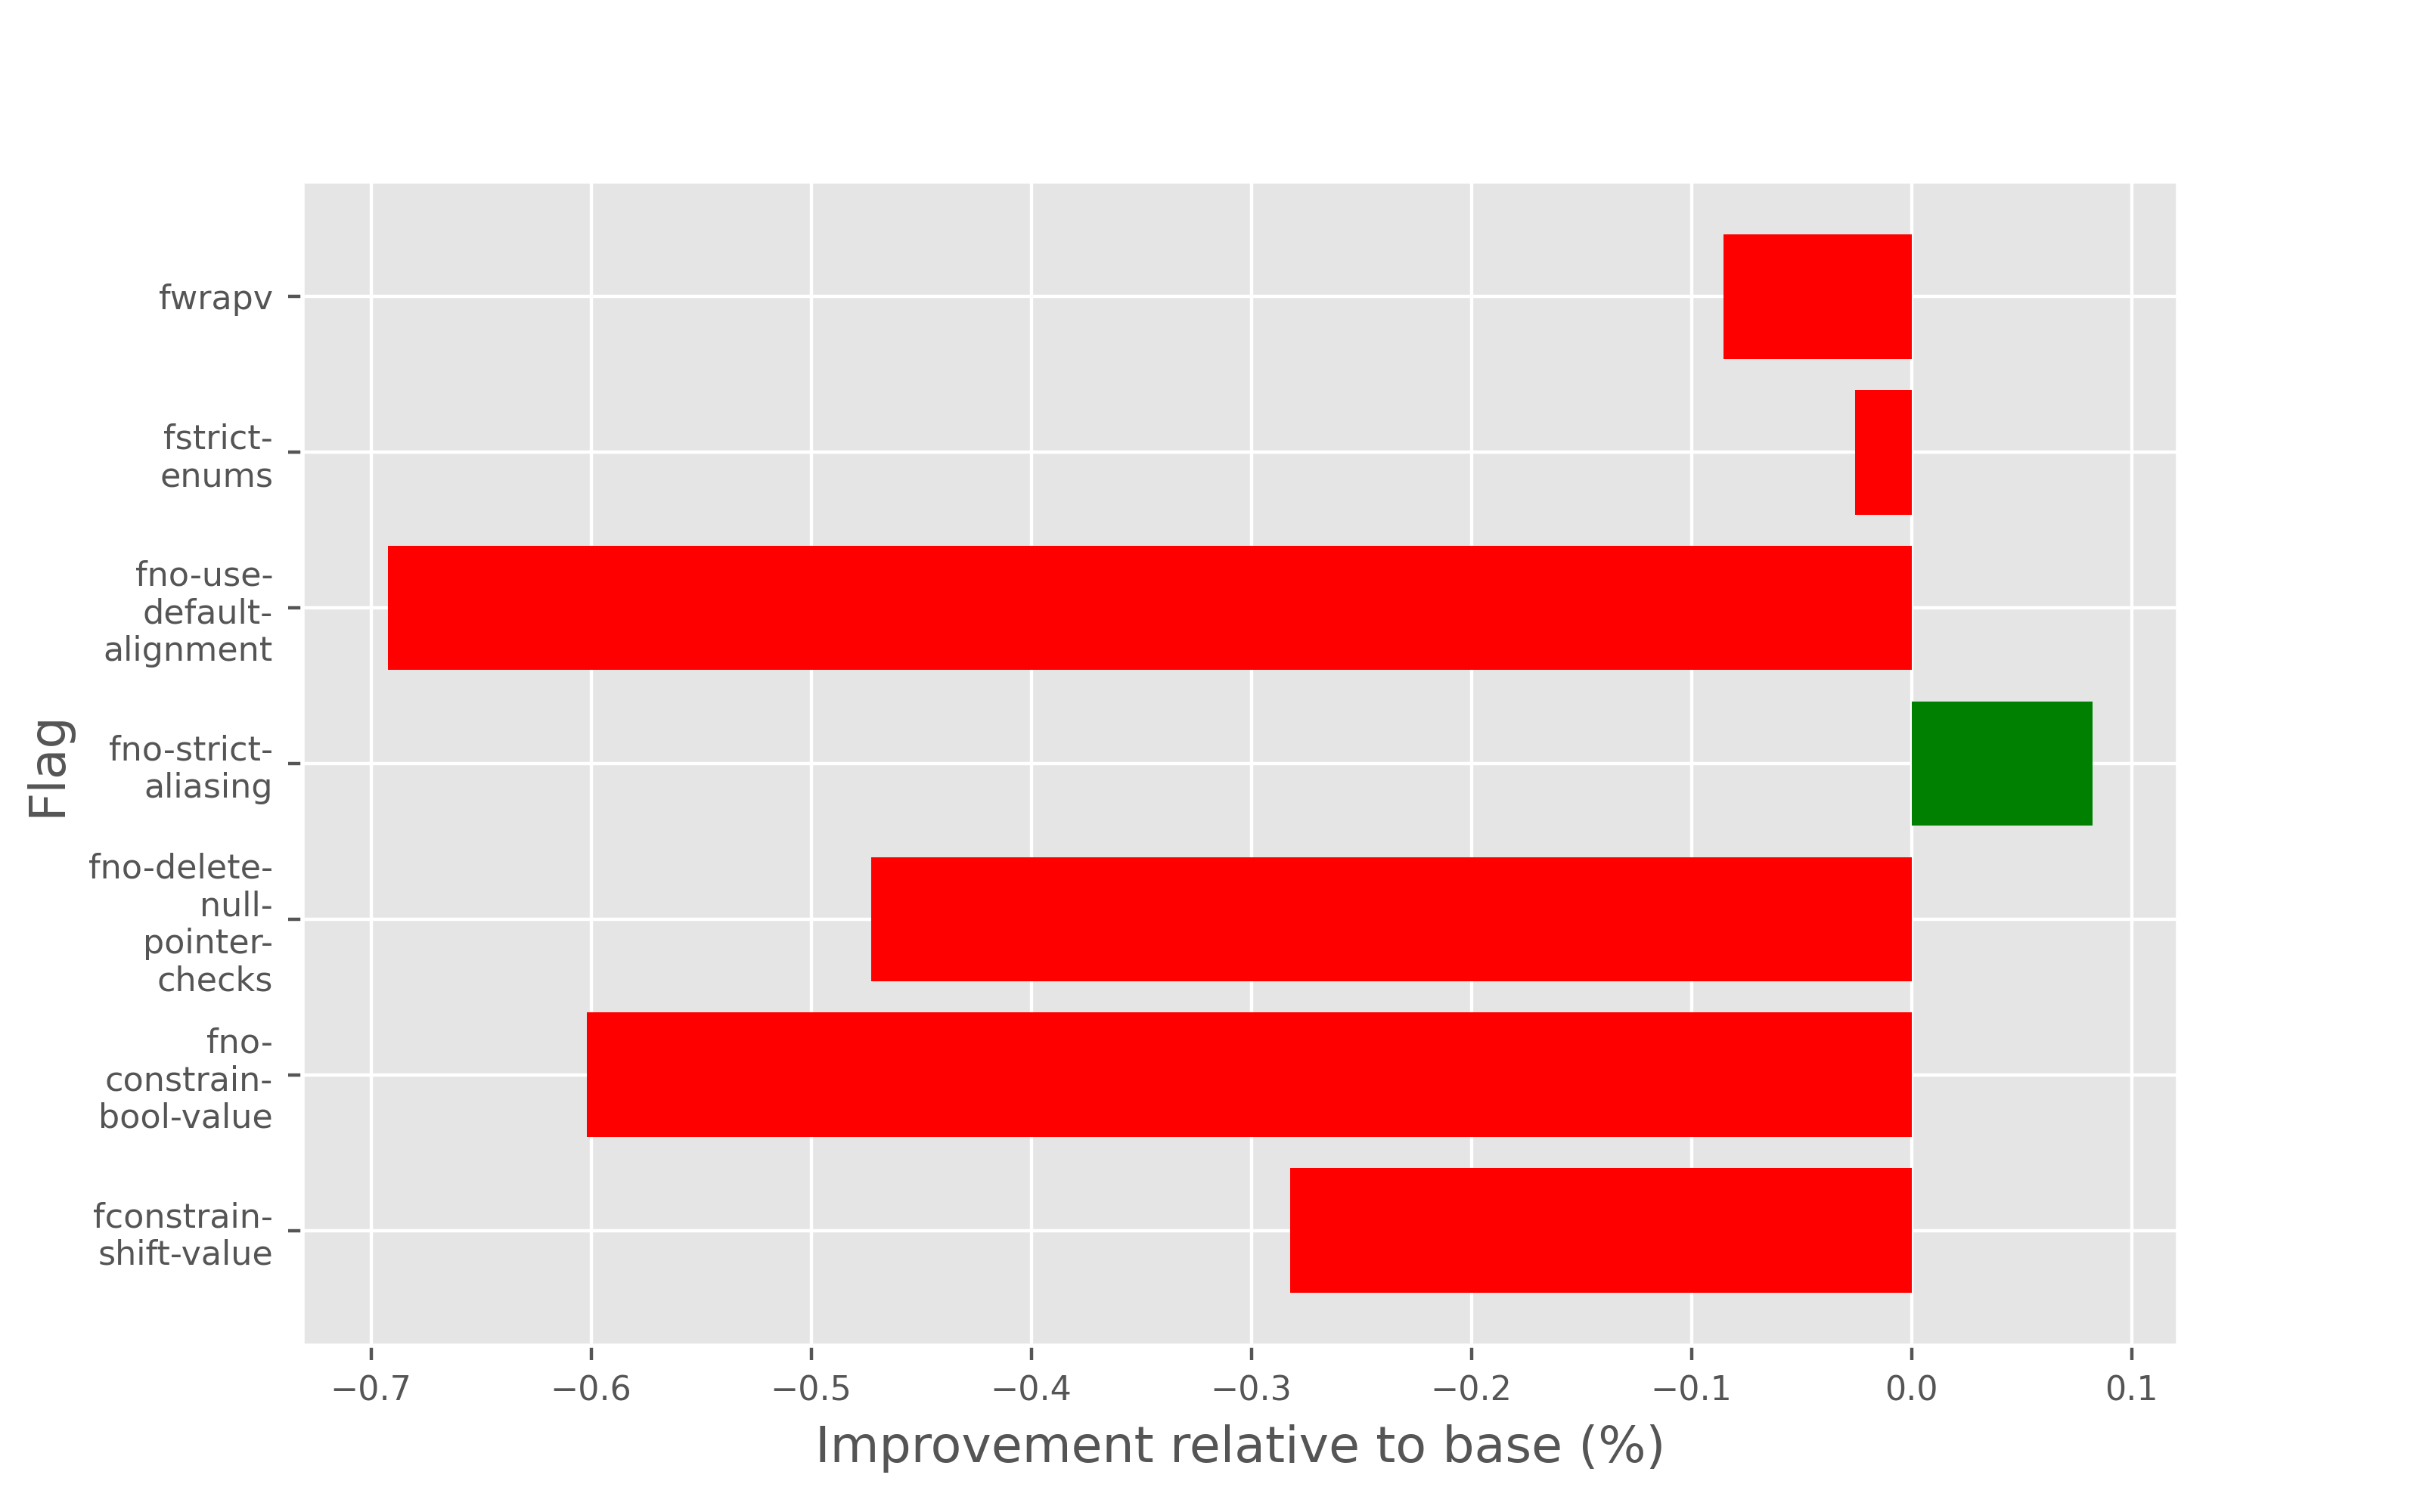 fwrapv
fstrict-
enums
fno-use-
default-
alignment
fno-strict-
aliasing
fno-delete-
null-
pointer-
checks
fno-
constrain-
bool-value
fconstrain-
shift-value
Flag
−0.7 −0.6 −0.5 −0.4 −0.3 −0.2 −0.1 0.0 0.1
Improvement relative to base (%)